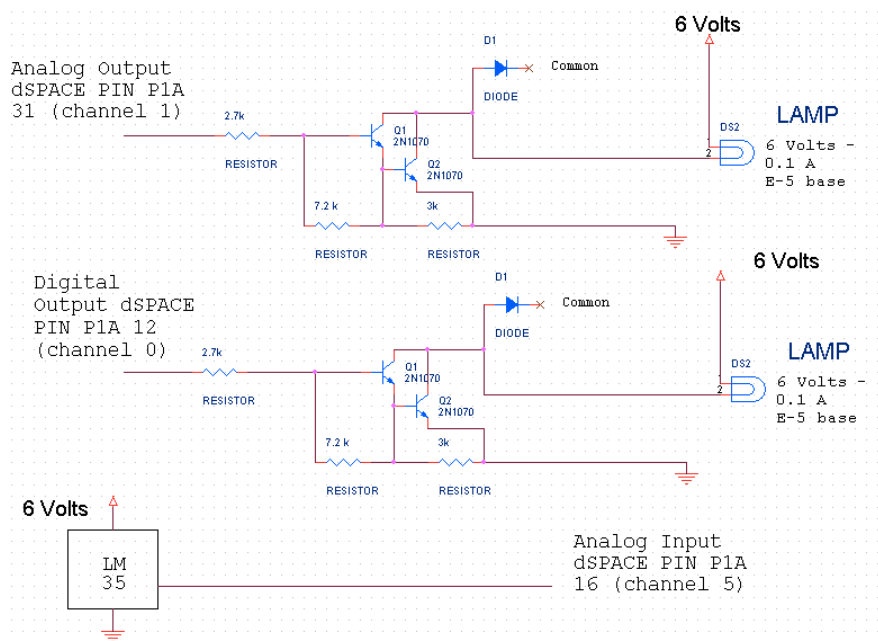 6 Volts
Analog Output
dSPACE PIN P1A
31 (channel 1)
D1
Common
DIODE
2.7k
RESISTOR
Q1
2N1070
Q2
2N1070
DS2
1
2
LAMP
6 Volts -
0.1 A
E-5 base
7.2 k
RESISTOR
3k
RESISTOR
Digital
Output dSPACE
PIN P1A 12
(channel 0)
6 Volts
D1
Common
DIODE
2.7k
RESISTOR
Q1
2N1070
Q2
2N1070
DS2
1
2
LAMP
6 Volts -
0.1 A
E-5 base
7.2 k
RESISTOR
3k
RESISTOR
6 Volts
LM
35
Analog Input
dSPACE PIN P1A
16 (channel 5)